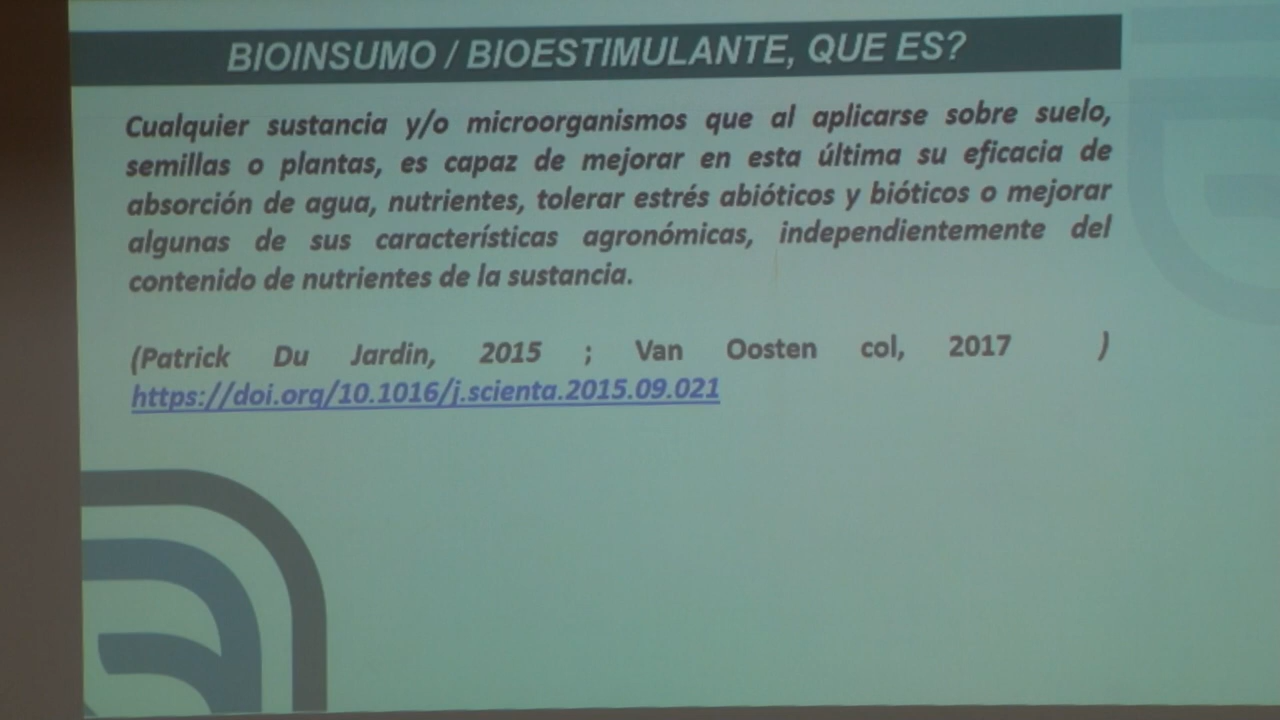 BIOINSUMO / BIOESTIMULANTE, QUE ES?
Cualquier sustancia y/o microorganismos que al aplicarse sobre suelo,
semillas o plantas, es capaz de mejorar en esta última su eficacia de
absorción de agua, nutrientes, tolerar estrés abióticos y bióticos o mejorar
algunas de sus características agronómicas, independientemente del
contenido de nutrientes de la sustancia.
(Patrick Du Jardin, 2015 ; Van Oosten col, 2017 )
https://doi.org/10.1016/j.scienta.2015.09.021